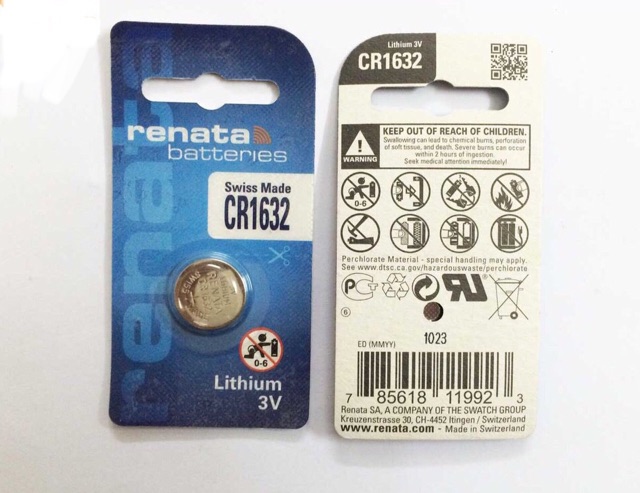 renata
renata
batteries
Swiss Made
CR1632
0-6
Lithium
3V
Lithium 3V
CR1632
WARNING
KEEP OUT OF REACH OF CHILDREN.
Swallowing can lead to chemical burns, perforation
of soft tissue, and death. Severe burns can occur
within 2 hours of ingestion.
Seek medical attention immediately!
0-6
Perchlorate Material - special handling may apply.
See www.dtsc.ca.gov/hazardouswaste/perchlorate
6
1023
ED (MMYY)
7 85618 11992 3
Renata SA, A COMPANY OF THE SWATCH GROUP
Kreuzenstrasse 30, CH-4452 Itingen / Switzerland
www.renata.com - Made in Switzerland